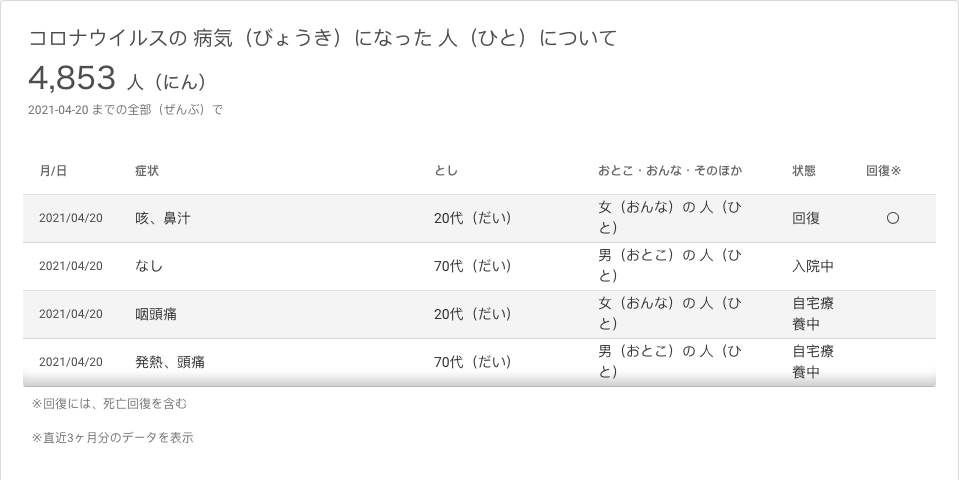 コロナウイルスの 病気（びょうき）になった 人（ひと）について
4,853 人（にん）
2021-04-20 までの全部（ぜんぶ）で
月/日 症状 とし おとこ・おんな・そのほか 状態 回復※
2021/04/20 咳、鼻汁 20代（だい） 女（おんな）の 人（ひ
と） 回復 〇
2021/04/20 なし 70代（だい） 男（おとこ）の 人（ひ
と） 入院中
2021/04/20 咽頭痛 20代（だい） 女（おんな）の 人（ひ
と） 自宅療
養中
2021/04/20 発熱、頭痛 70代（だい） 男（おとこ）の 人（ひ
と） 自宅療
養中
※回復には、死亡回復を含む
※直近3ヶ月分のデータを表示